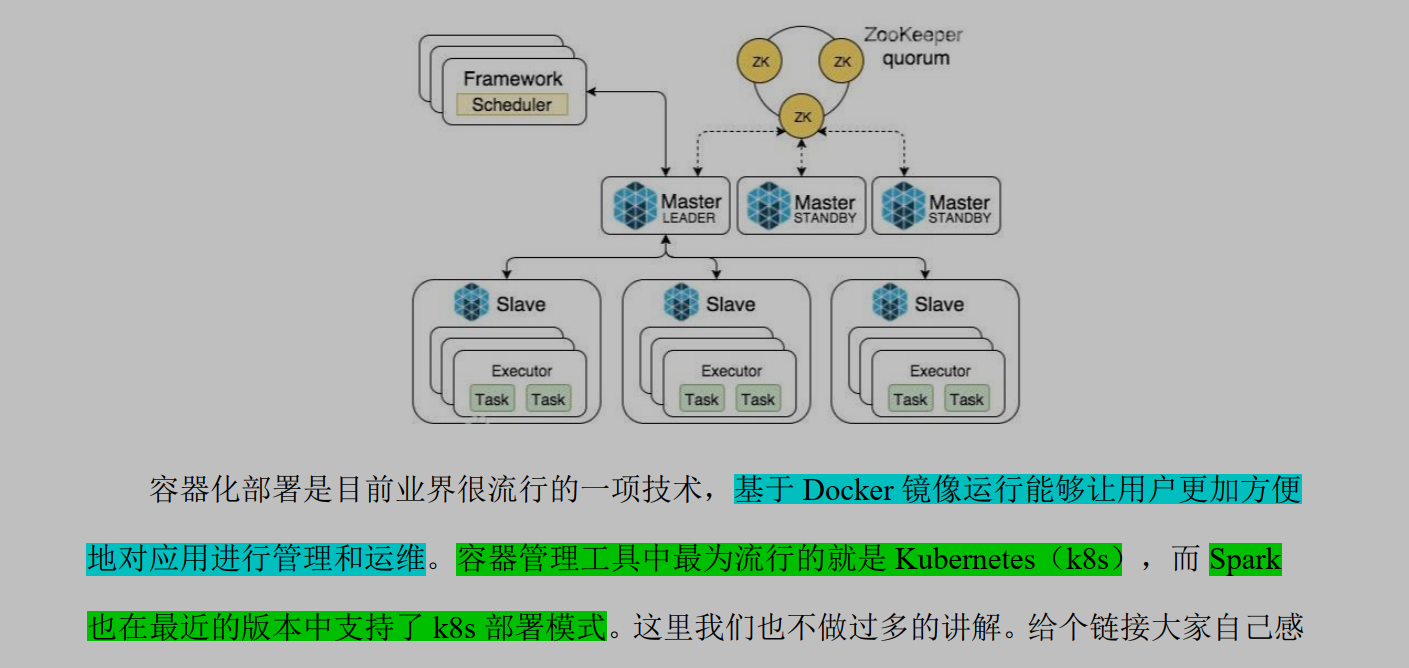 ZooKeeper
quorum
ZK
ZK
ZK
Framework
Scheduler
Master
LEADER
Master
STANDBY
Master
STANDBY
Slave
Slave
Slave
Executor
Executor
Executor
Task Task
Task Task
Task Task
容器化部署是目前业界很流行的一项技术，基于 Docker 镜像运行能够让用户更加方便
地对应用进行管理和运维。容器管理工具中最为流行的就是 Kubernetes（k8s），而 Spark
也在最近的版本中支持了 k8s 部署模式。这里我们也不做过多的讲解。给个链接大家自己感